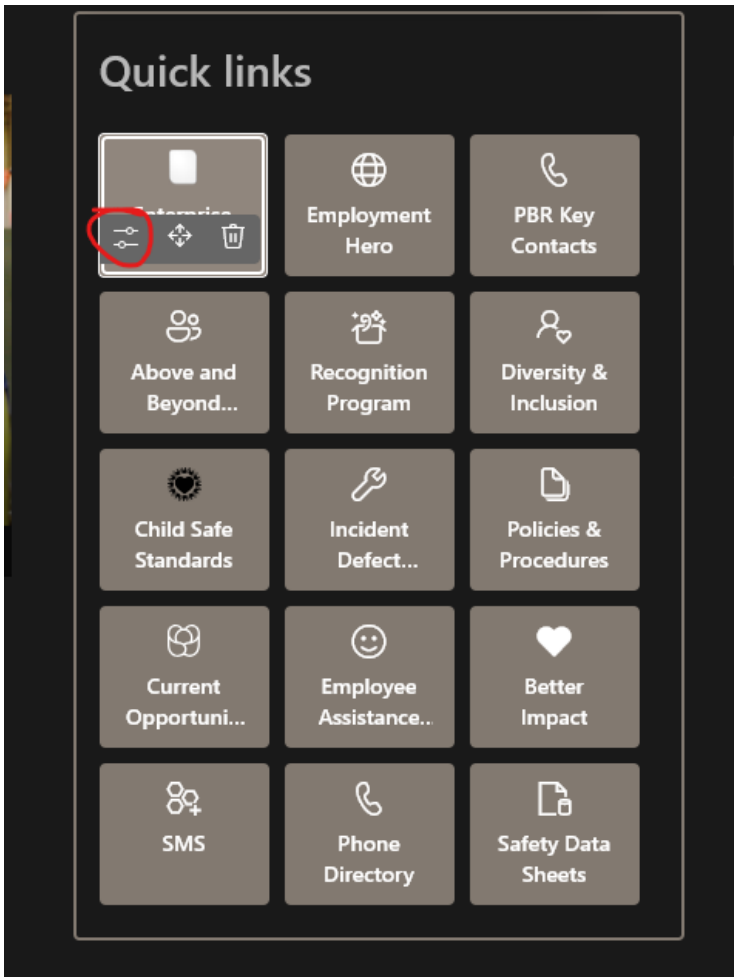 Quick links
Enterprise
Employment
Hero
PBR Key
Contacts
Above and
Beyond...
Recognition
Program
Diversity &
Inclusion
Child Safe
Standards
Incident
Defect...
Policies &
Procedures
Current
Opportuni...
Employee
Assistance...
Better
Impact
SMS
Phone
Directory
Safety Data
Sheets